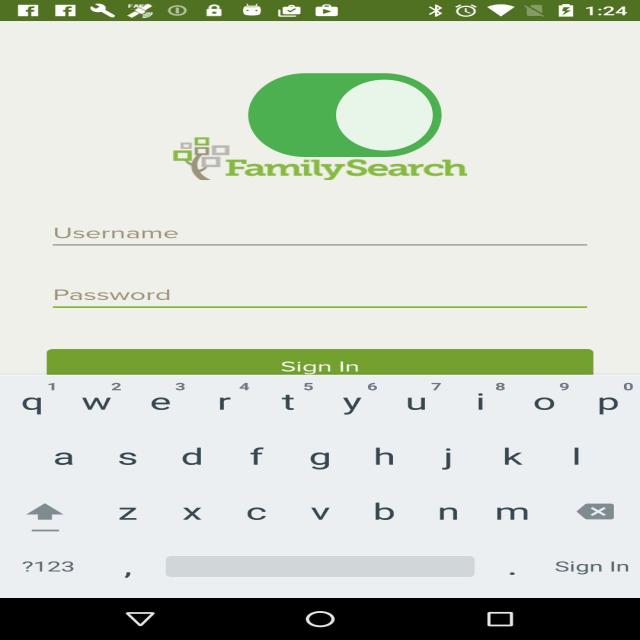 1:24
FamilySearch
Username
Password
Sign In
1 2 3 4 5 6 7 8 9 0
q w e r t y u i o p
a s d f g h j k l
z x c v b n m
?123 , . Sign In